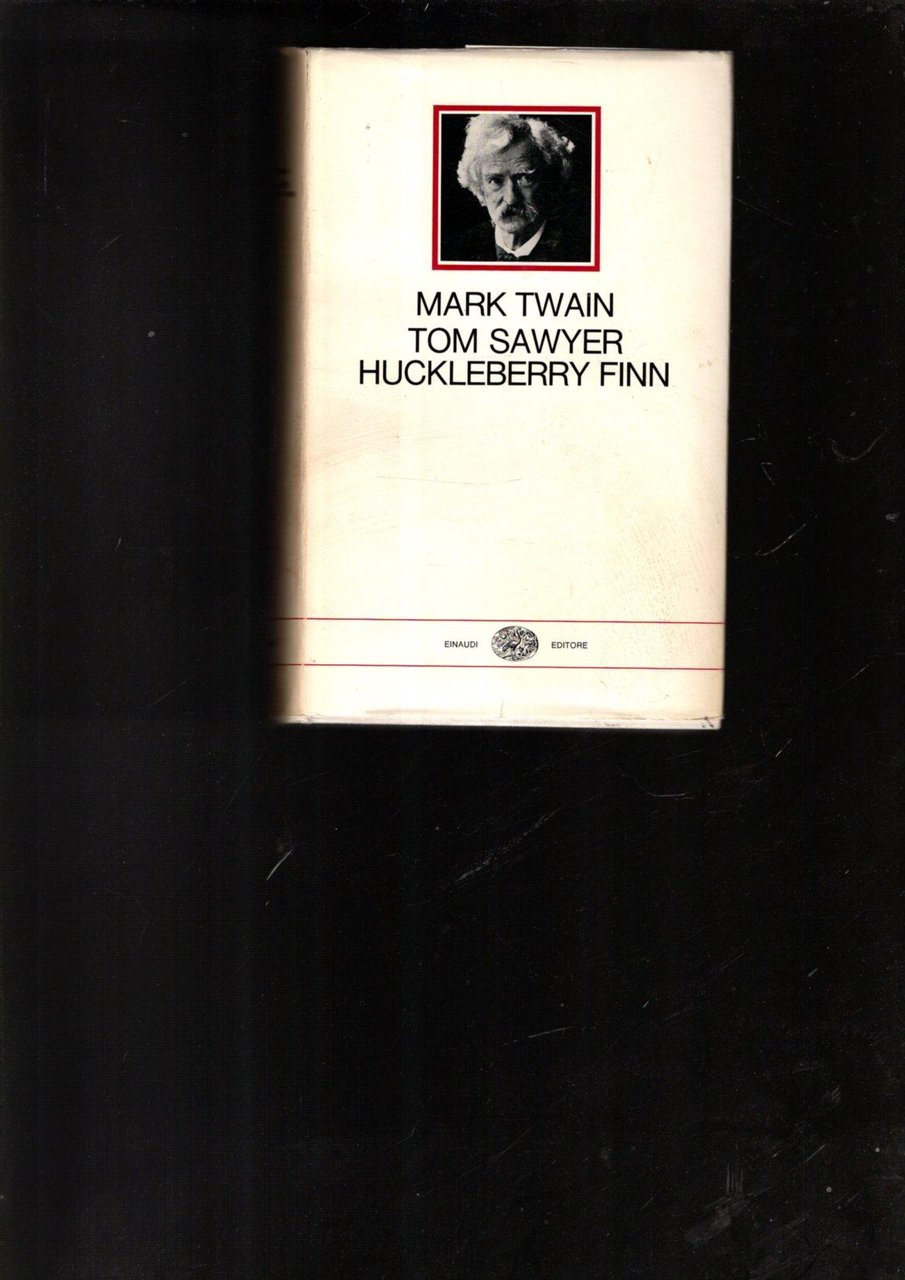 MARK TWAIN
TOM SAWYER
HUCKLEBERRY FINN
EINAUDI EDITORE